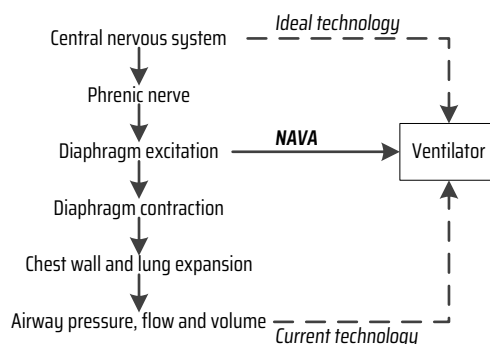 Central nervous system
Ideal technology
Phrenic nerve
Diaphragm excitation
NAVA
Ventilator
Diaphragm contraction
Chest wall and lung expansion
Airway pressure, flow and volume
Current technology